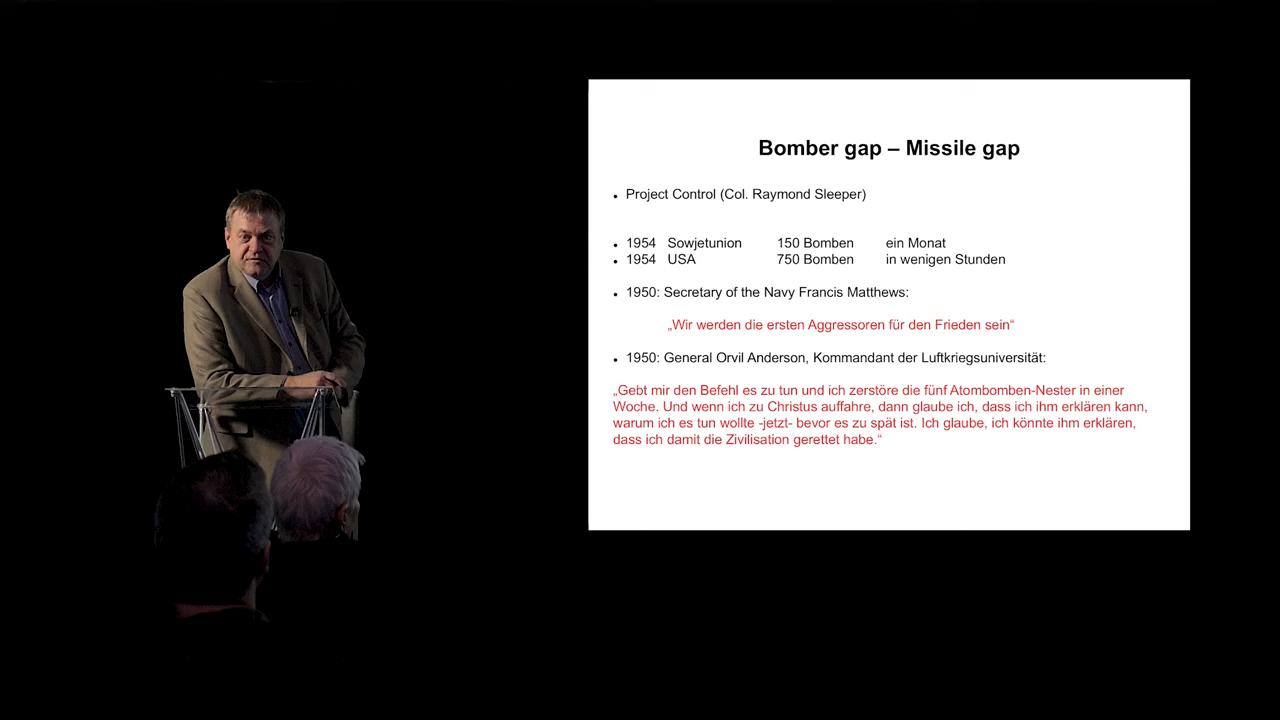 Bomber gap – Missile gap
• Project Control (Col. Raymond Sleeper)
• 1954 Sowjetunion 150 Bomben ein Monat
• 1954 USA 750 Bomben in wenigen Stunden
• 1950: Secretary of the Navy Francis Matthews:
„Wir werden die ersten Aggressoren für den Frieden sein“
• 1950: General Orvil Anderson, Kommandant der Luftkriegsuniversität:
„Gebt mir den Befehl es zu tun und ich zerstöre die fünf Atombomben-Nester in einer
Woche. Und wenn ich zu Christus auffahre, dann glaube ich, dass ich ihm erklären kann,
warum ich es tun wollte -jetzt- bevor es zu spät ist. Ich glaube, ich könnte ihm erklären,
dass ich damit die Zivilisation gerettet habe.“